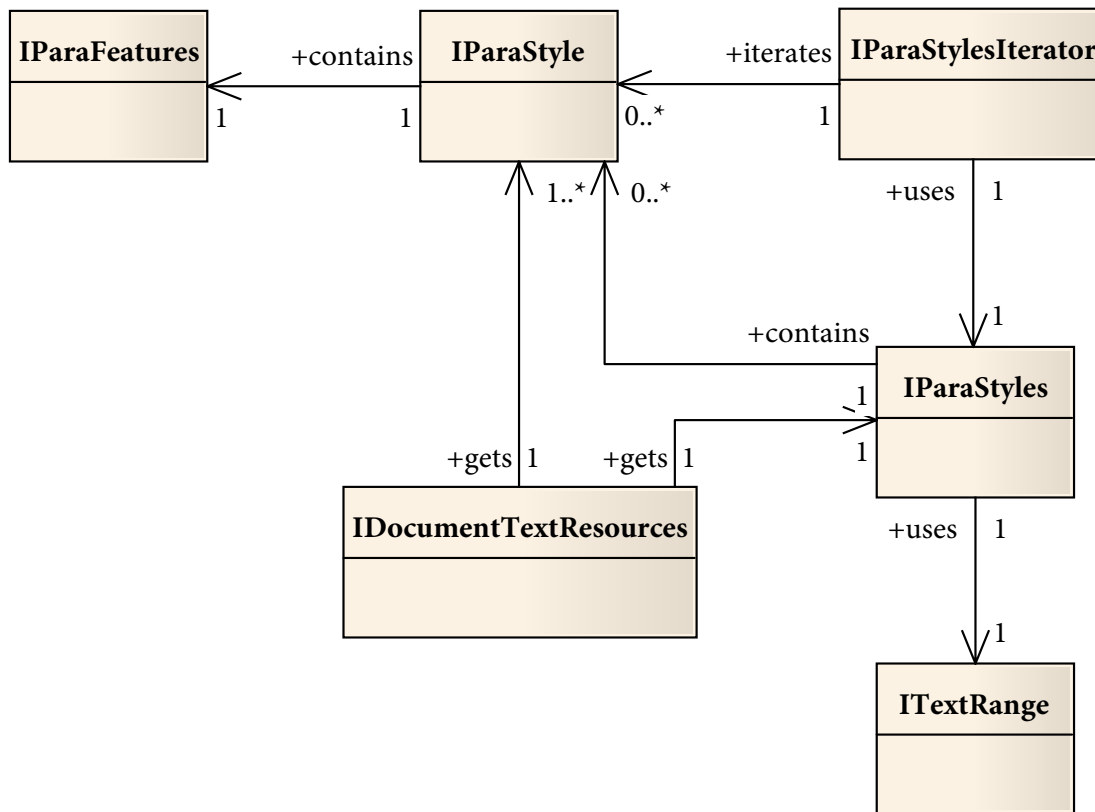 IParaFeatures
+contains
IParaStyle
+iterates
IParaStylesIterator
1
1
0..*
1
1..*
0..*
+uses
1
1
+contains
IParaStyles
1
+gets
1
+gets
1
1
IDocumentTextResources
+uses
1
1
ITextRange